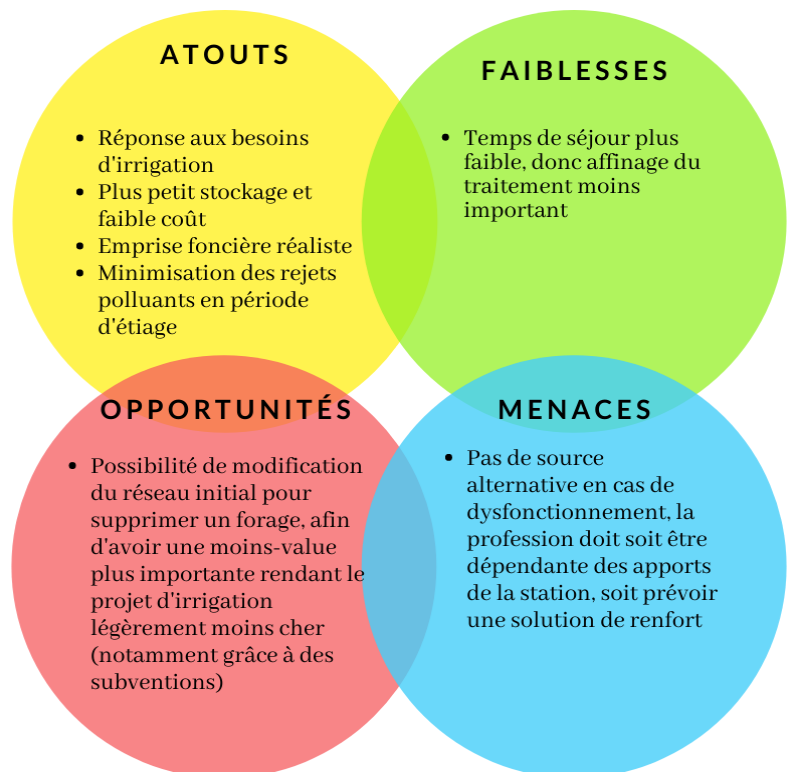 ATOUTS
• Réponse aux besoins
d'irrigation
• Plus petit stockage et
faible coût
• Emprise foncière réaliste
• Minimisation des rejets
polluants en période
d'étiage
FAIBLESSES
• Temps de séjour plus
faible, donc affinage du
traitement moins
important
OPPORTUNITÉS
• Possibilité de modification
du réseau initial pour
supprimer un forage, afin
d'avoir une moins-value
plus importante rendant le
projet d'irrigation
légèrement moins cher
(notamment grâce à des
subventions)
MENACES
• Pas de source
alternative en cas de
dysfonctionnement, la
profession doit soit être
dépendante des apports
de la station, soit prévoir
une solution de renfort